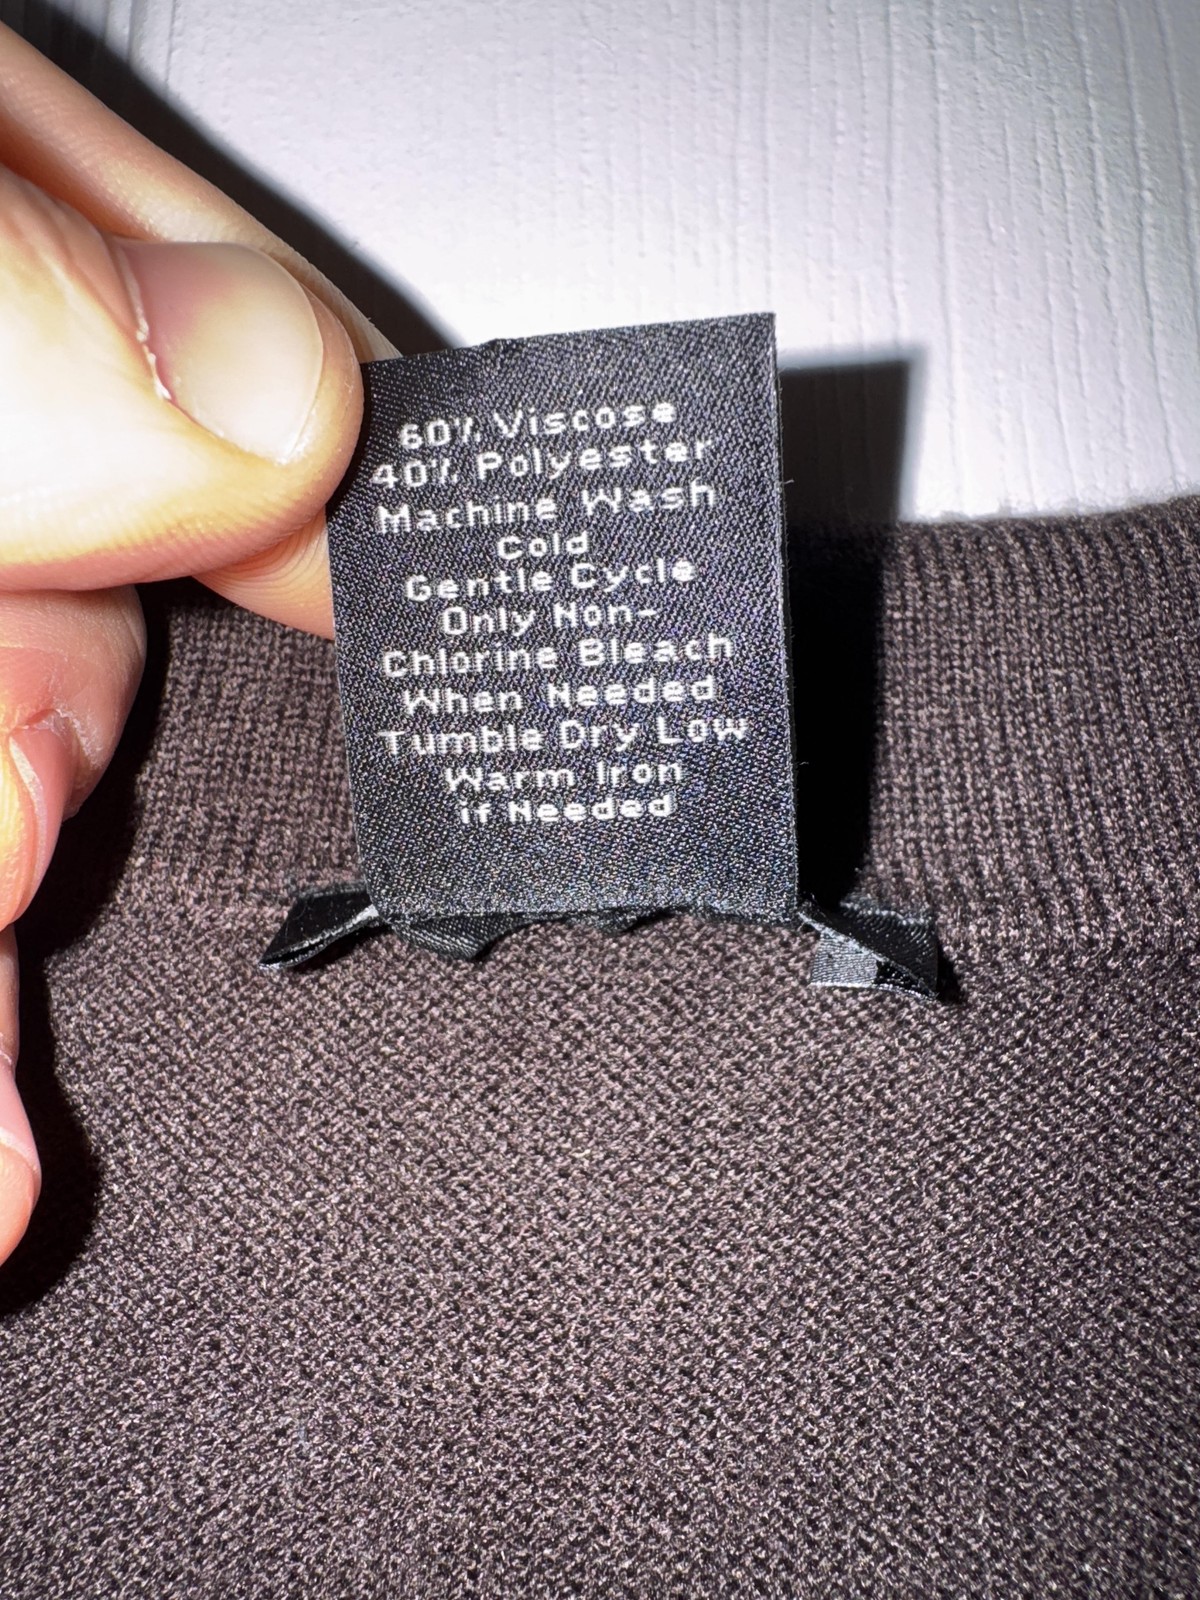 60% Viscose
40% Polyester
Machine Wash
Cold
Gentle Cycle
Only Non-
Chlorine Bleach
When Needed
Tumble Dry Low
Warm Iron
if Needed